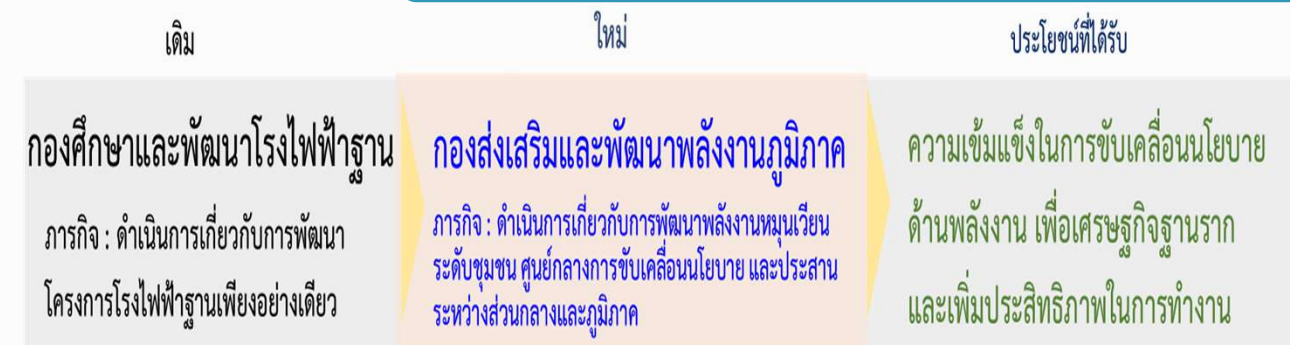 เดิม
ใหม่
ประโยชน์ที่ได้รับ
กองศึกษาและพัฒนาโรงไฟฟ้าฐาน
ภารกิจ : ดำเนินการเกี่ยวกับการพัฒนา
โครงการโรงไฟฟ้าฐานเพียงอย่างเดียว
กองส่งเสริมและพัฒนาพลังงานภูมิภาค
ภารกิจ : ดำเนินการเกี่ยวกับการพัฒนาพลังงานหมุนเวียน
ระดับชุมชน ศูนย์กลางการขับเคลื่อนนโยบาย และประสาน
ระหว่างส่วนกลางและภูมิภาค
ความเข้มแข็งในการขับเคลื่อนนโยบาย
ด้านพลังงาน เพื่อเศรษฐกิจฐานราก
และเพิ่มประสิทธิภาพในการทำงาน